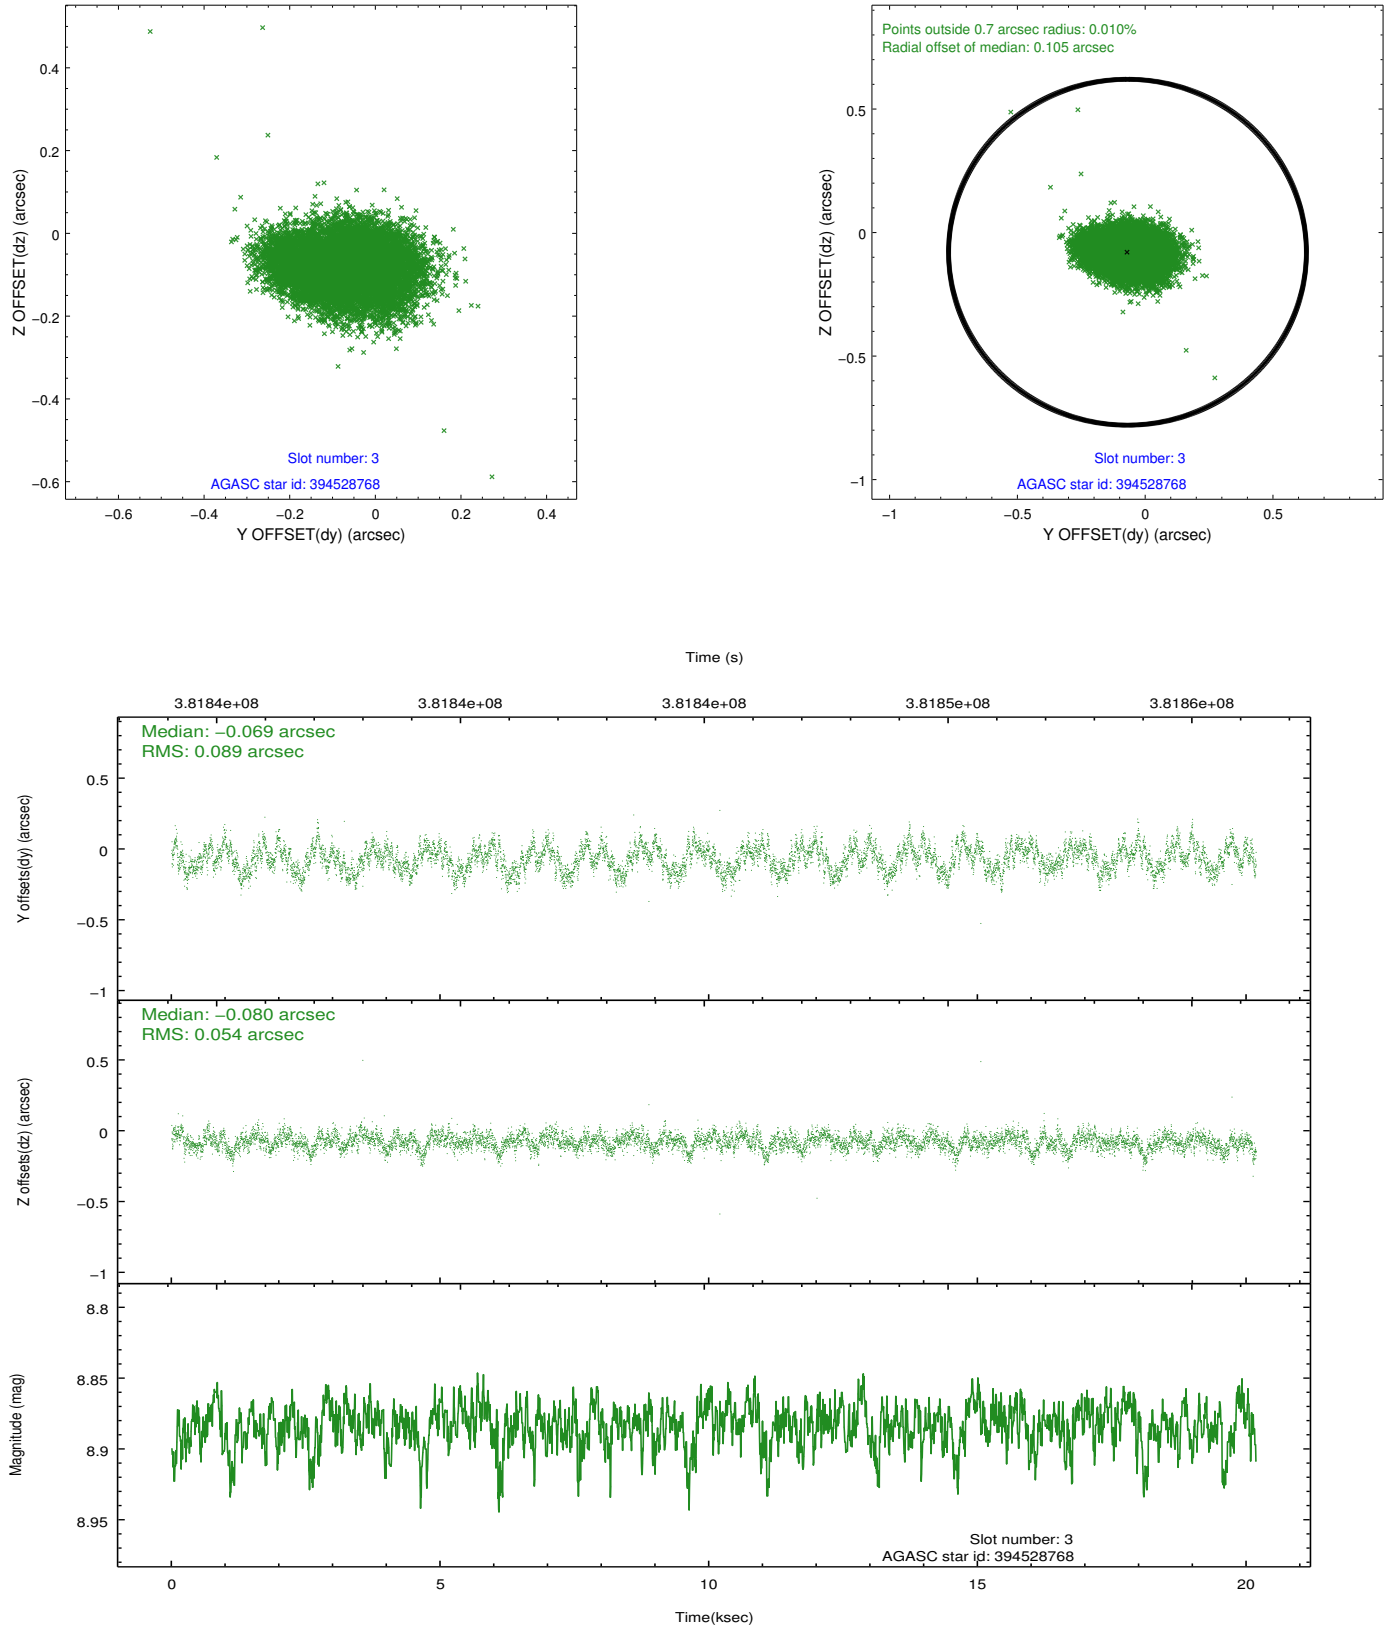 0.4
0.2
0
−0.2
−0.4
−0.6
Z OFFSET(dz) (arcsec)
Slot number: 3
AGASC star id: 394528768
−0.6 −0.4 −0.2 0 0.2 0.4
Y OFFSET(dy) (arcsec)
Points outside 0.7 arcsec radius: 0.010%
Radial offset of median: 0.105 arcsec
0.5
0
−0.5
−1
Z OFFSET(dz) (arcsec)
Slot number: 3
AGASC star id: 394528768
−1 −0.5 0 0.5
Y OFFSET(dy) (arcsec)
Time (s)
3.8184e+08 3.8184e+08 3.8184e+08 3.8185e+08 3.8186e+08
Median: −0.069 arcsec
RMS: 0.089 arcsec
0.5
0
−0.5
−1
Y offsets(dy) (arcsec)
Median: −0.080 arcsec
RMS: 0.054 arcsec
0.5
0
−0.5
−1
Z offsets(dz) (arcsec)
8.8
8.85
8.9
8.95
Magnitude (mag)
Slot number: 3
AGASC star id: 394528768
0 5 10 15 20
Time(ksec)